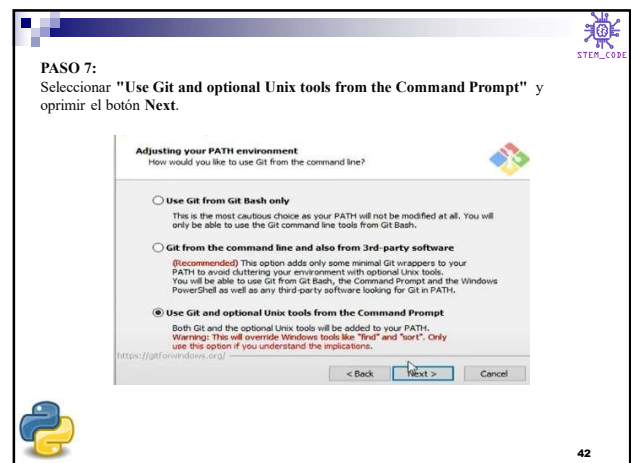 STEM_CODE
PASO 7:
Seleccionar "Use Git and optional Unix tools from the Command Prompt" y
oprimir el botón Next.
Adjusting your PATH environment
How would you like to use Git from the command line?
Use Git from Git Bash only
This is the most cautious choice as your PATH will not be modified at all. You will
only be able to use the Git command line tools from Git Bash.
Git from the command line and also from 3rd-party software
(Recommended) This option adds only some minimal Git wrappers to your
PATH to avoid cluttering your environment with optional Unix tools.
You will be able to use Git from Git Bash, the Command Prompt and the Windows
PowerShell as well as any third-party software looking for Git in PATH.
Use Git and optional Unix tools from the Command Prompt
Both Git and the optional Unix tools will be added to your PATH.
Warning: This will override Windows tools like "find" and "sort". Only
use this option if you understand the implications.
https://gitforwindows.org/
< Back Next > Cancel
42